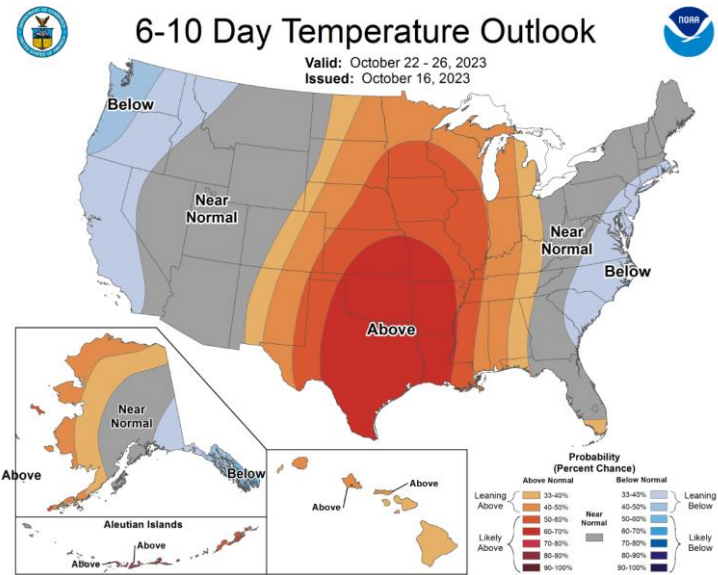 6-10 Day Temperature Outlook
NOAA
Valid: October 22 - 26, 2023
Issued: October 16, 2023
Below
Near
Normal
Near
Normal
Below
Above
Near
Normal
Above
Below
Above
Above
Aleutian Islands
Above
Above
Probability
(Percent Chance)
Above Normal
Below Normal
Leaning
Above
33-40%
40-50%
Likely
Above
50-60%
60-70%
70-80%
80-90%
90-100%
Near
Normal
33-40%
40-50%
Leaning
Below
50-60%
60-70%
70-80%
80-90%
90-100%
Likely
Below